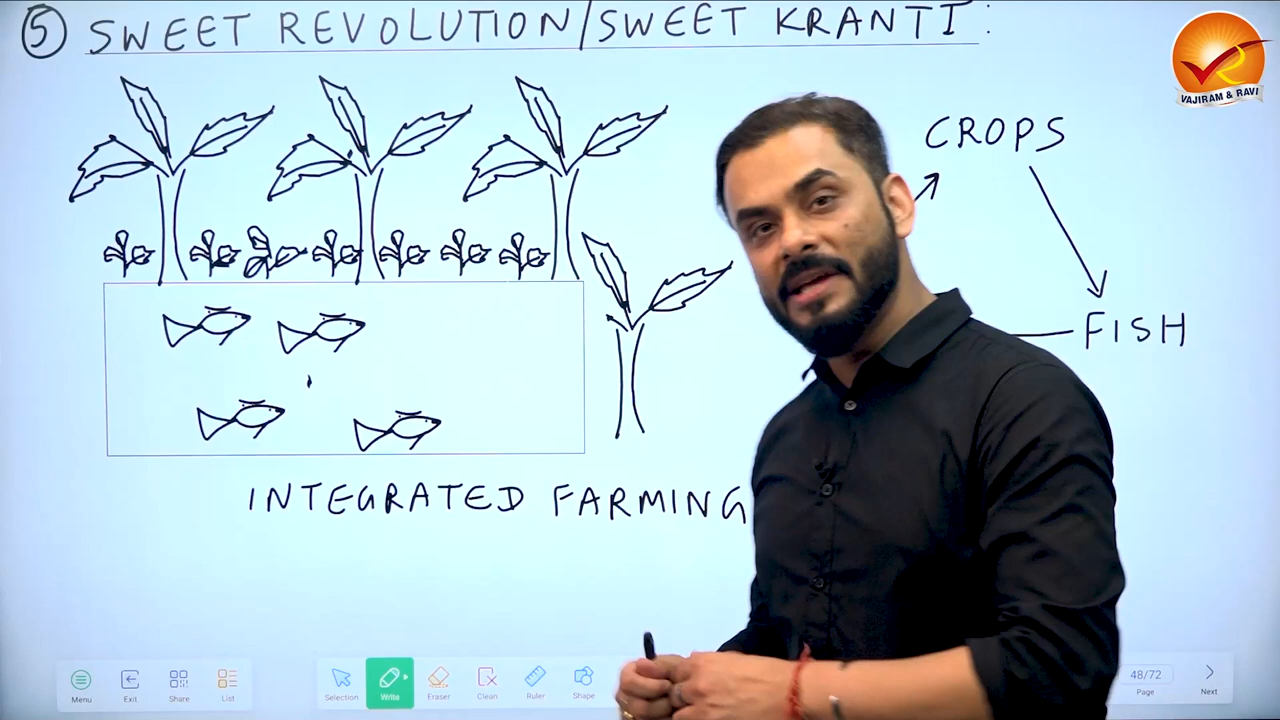 5 SWEET REVOLUTION/SWEET KRANTI:
VAJIRAM & RAVI
CROPS
FISH
INTEGRATED FARMING
Menu Exit Share List Selection Write Eraser Clean Ruler Shape 48/72 Page Next